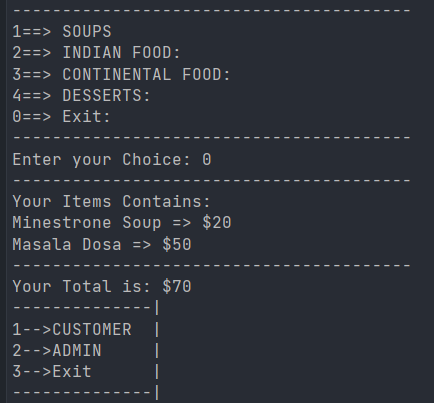 ----------------------------------------
1==> SOUPS
2==> INDIAN FOOD:
3==> CONTINENTAL FOOD:
4==> DESSERTS:
0==> Exit:
----------------------------------------
Enter your Choice: 0
----------------------------------------
Your Items Contains:
Minestrone Soup => $20
Masala Dosa => $50
----------------------------------------
Your Total is: $70
--------------|
1-->CUSTOMER  |
2-->ADMIN     |
3-->Exit      |
--------------|